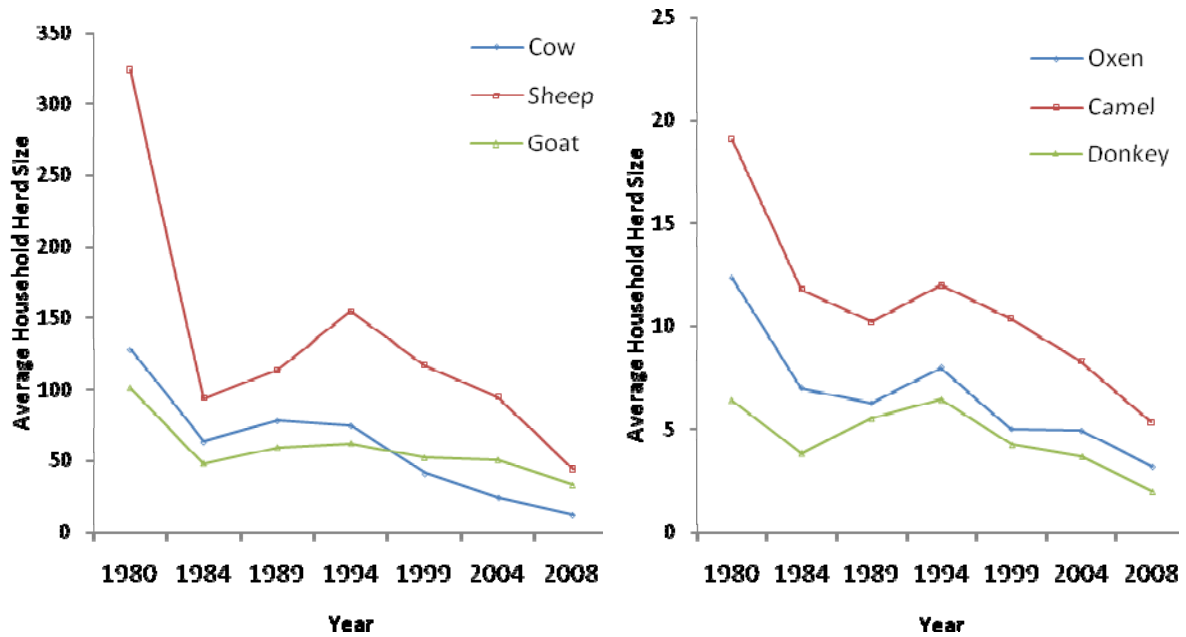 350
300
250
200
150
100
50
0
Average Household Herd Size
Cow
Sheep
Goat
1980 1984 1989 1994 1999 2004 2008
Year
25
20
15
10
5
0
Average Household Herd Size
Oxen
Camel
Donkey
1980 1984 1989 1994 1999 2004 2008
Year